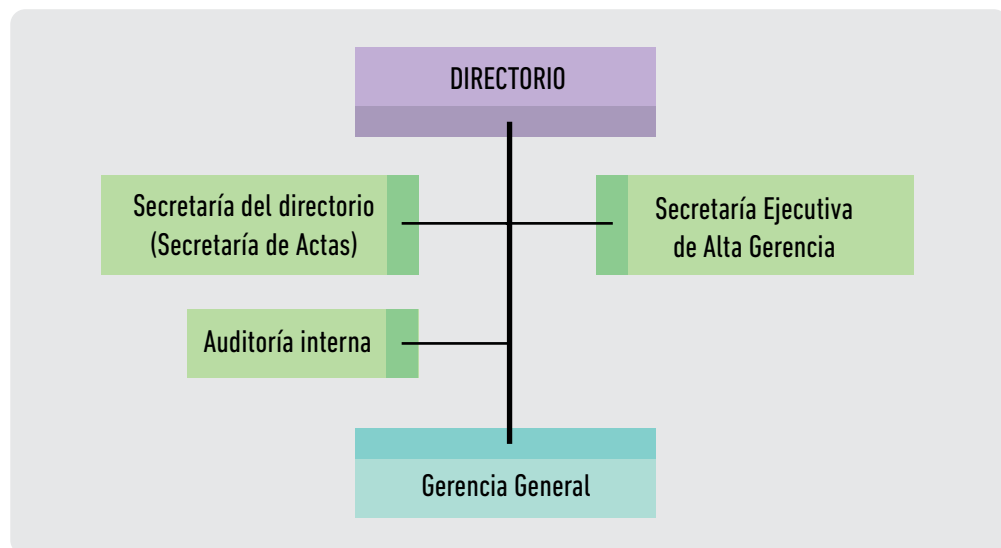 DIRECTORIO
Secretaría del directorio
(Secretaría de Actas)
Secretaría Ejecutiva
de Alta Gerencia
Auditoría interna
Gerencia General